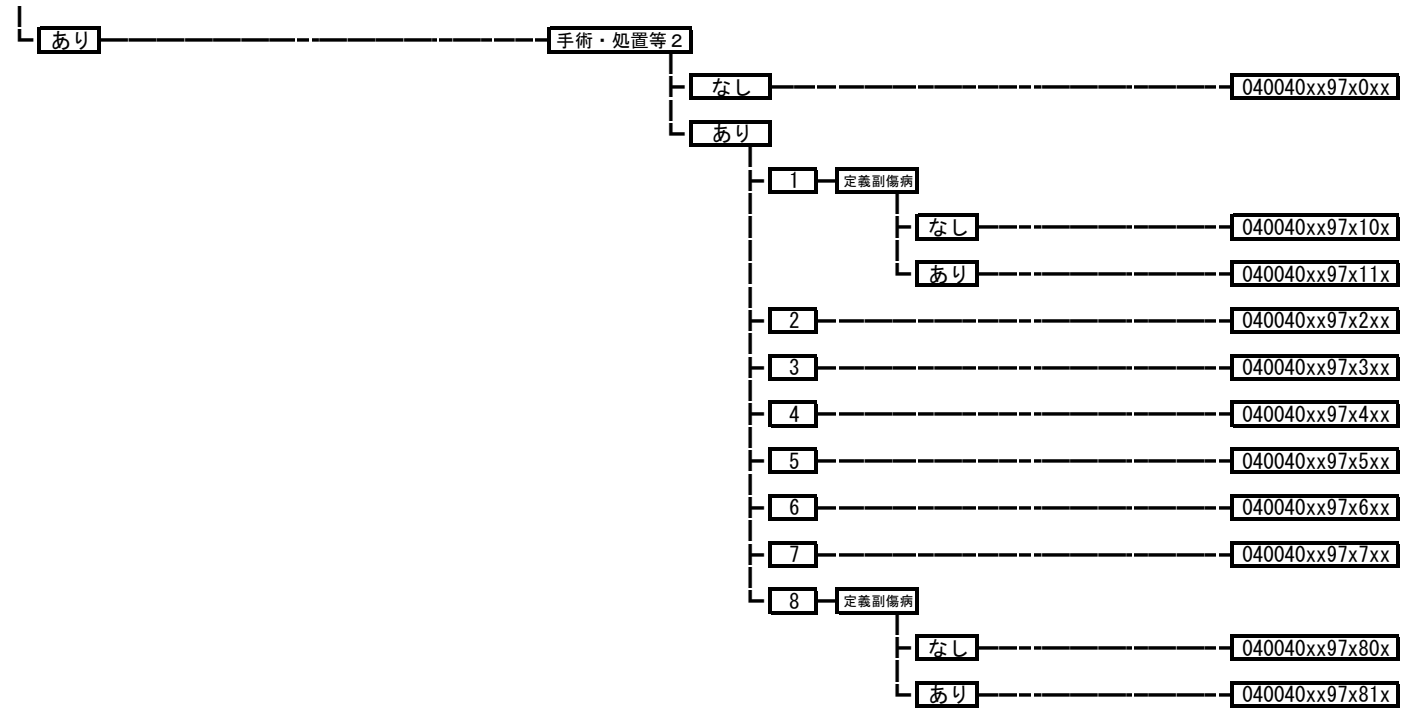 あり 手術・処置等２
なし 040040xx97x0xx
あり
1 定義副傷病
なし 040040xx97x10x
あり 040040xx97x11x
2 040040xx97x2xx
3 040040xx97x3xx
4 040040xx97x4xx
5 040040xx97x5xx
6 040040xx97x6xx
7 040040xx97x7xx
8 定義副傷病
なし 040040xx97x80x
あり 040040xx97x81x